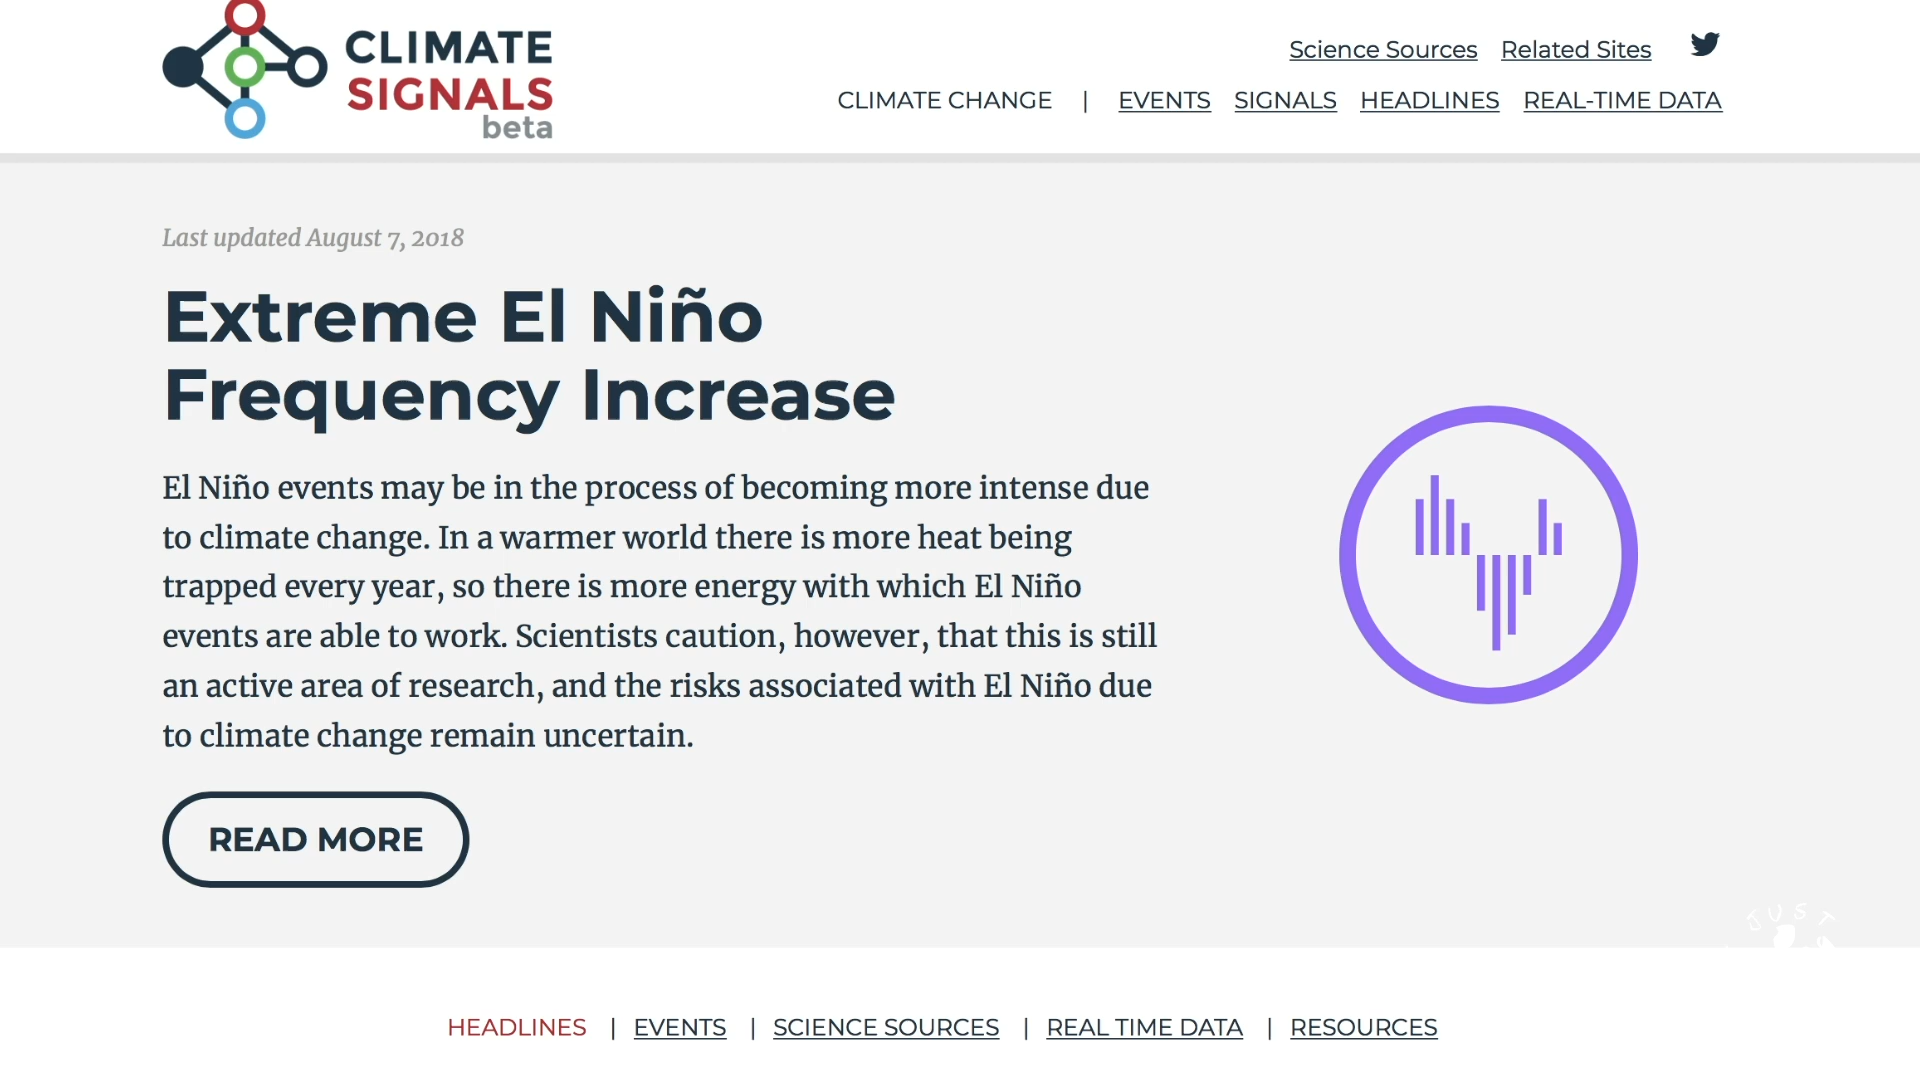 CLIMATE
SIGNALS
beta
Science Sources Related Sites
CLIMATE CHANGE | EVENTS SIGNALS HEADLINES REAL-TIME DATA
Last updated August 7, 2018
Extreme El Niño
Frequency Increase
El Niño events may be in the process of becoming more intense due
to climate change. In a warmer world there is more heat being
trapped every year, so there is more energy with which El Niño
events are able to work. Scientists caution, however, that this is still
an active area of research, and the risks associated with El Niño due
to climate change remain uncertain.
READ MORE
JUST
HEADLINES | EVENTS | SCIENCE SOURCES | REAL TIME DATA | RESOURCES